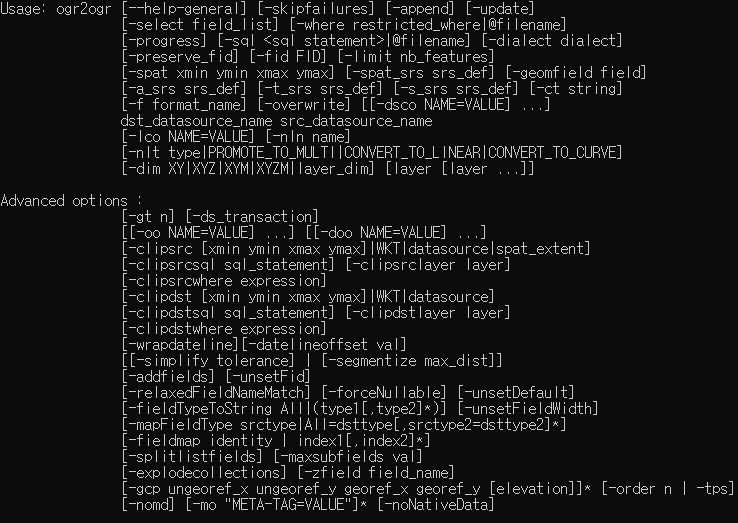 Usage: ogr2ogr [--help-general] [-skipfailures] [-append] [-update]
[-select field_list] [-where restricted_where|@filename]
[-progress] [-sql <sql statement>|@filename] [-dialect dialect]
[-preserve_fid] [-fid FID] [-limit nb_features]
[-spat xmin ymin xmax ymax] [-spat_srs srs_def] [-geomfield field]
[-a_srs srs_def] [-t_srs srs_def] [-s_srs srs_def] [-ct string]
[-f format_name] [-overwrite] [[-dsco NAME=VALUE] ...]
dst_datasource_name src_datasource_name
[-lco NAME=VALUE] [-nln name]
[-nlt type|PROMOTE_TO_MULTI|CONVERT_TO_LINEAR|CONVERT_TO_CURVE]
[-dim XY|XYZ|XYM|XYZM|layer_dim] [layer [layer ...]]

Advanced options :
[-gt n] [-ds_transaction]
[[-oo NAME=VALUE] ...] [[-doo NAME=VALUE] ...]
[-clipsrc [xmin ymin xmax ymax]|WKT|datasource|spat_extent]
[-clipsrcsql sql_statement] [-clipsrclayer layer]
[-clipsrcwhere expression]
[-clipdst [xmin ymin xmax ymax]|WKT|datasource]
[-clipdstsql sql_statement] [-clipdstlayer layer]
[-clipdstwhere expression]
[-wrapdateline][-datelineoffset val]
[[-simplify tolerance] | [-segmentize max_dist]]
[-addfields] [-unsetFid]
[-relaxedFieldNameMatch] [-forceNullable] [-unsetDefault]
[-fieldTypeToString All|(type1[,type2]*)] [-unsetFieldWidth]
[-mapFieldType srctype|All=dsttype[,srctype2=dsttype2]*]
[-fieldmap identity | index1[,index2]*]
[-splitlistfields] [-maxsubfields val]
[-explodecollections] [-zfield field_name]
[-gcp ungeoref_x ungeoref_y georef_x georef_y [elevation]]* [-order n | -tps]
[-nomd] [-mo "META-TAG=VALUE"]* [-noNativeData]